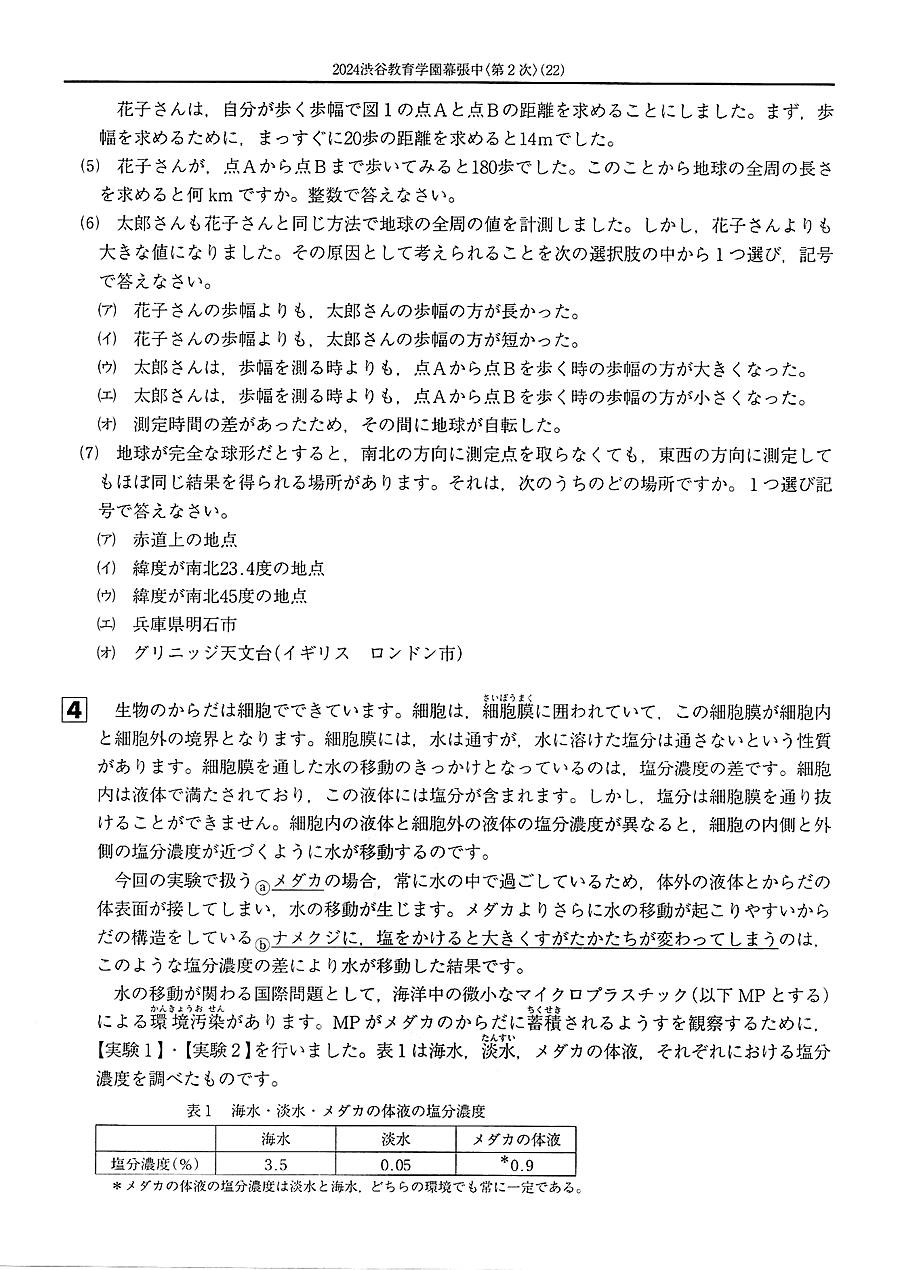 2024渋谷教育学園幕張中〈第2次〉(22)
花子さんは，自分が歩く歩幅で図1の点Aと点Bの距離を求めることにしました。まず，歩
幅を求めるために，まっすぐに20歩の距離を求めると14mでした。
(5) 花子さんが，点Aから点Bまで歩いてみると180歩でした。このことから地球の全周の長さ
を求めると何kmですか。整数で答えなさい。
(6) 太郎さんも花子さんと同じ方法で地球の全周の値を計測しました。しかし，花子さんよりも
大きな値になりました。その原因として考えられることを次の選択肢の中から1つ選び，記号
で答えなさい。
(ア) 花子さんの歩幅よりも，太郎さんの歩幅の方が長かった。
(イ) 花子さんの歩幅よりも，太郎さんの歩幅の方が短かった。
(ウ) 太郎さんは，歩幅を測る時よりも，点Aから点Bを歩く時の歩幅の方が大きくなった。
(エ) 太郎さんは，歩幅を測る時よりも，点Aから点Bを歩く時の歩幅の方が小さくなった。
(オ) 測定時間の差があったため，その間に地球が自転した。
(7) 地球が完全な球形だとすると，南北の方向に測定点を取らなくても，東西の方向に測定して
もほぼ同じ結果を得られる場所があります。それは，次のうちのどの場所ですか。1つ選び記
号で答えなさい。
(ア) 赤道上の地点
(イ) 緯度が南北23.4度の地点
(ウ) 緯度が南北45度の地点
(エ) 兵庫県明石市
(オ) グリニッジ天文台(イギリス ロンドン市)
4 生物のからだは細胞でできています。細胞は，細胞膜に囲われていて，この細胞膜が細胞内
さいぼうまく
と細胞外の境界となります。細胞膜には，水は通すが，水に溶けた塩分は通さないという性質
があります。細胞膜を通した水の移動のきっかけとなっているのは，塩分濃度の差です。細胞
内は液体で満たされており，この液体には塩分が含まれます。しかし，塩分は細胞膜を通り抜
けることができません。細胞内の液体と細胞外の液体の塩分濃度が異なると，細胞の内側と外
側の塩分濃度が近づくように水が移動するのです。
今回の実験で扱うⓐメダカの場合，常に水の中で過ごしているため，体外の液体とからだの
体表面が接してしまい，水の移動が生じます。メダカよりさらに水の移動が起こりやすいから
だの構造をしているⓑナメクジに，塩をかけると大きくすがたかたちが変わってしまうのは，
このような塩分濃度の差により水が移動した結果です。
水の移動が関わる国際問題として，海洋中の微小なマイクロプラスチック(以下MPとする)
による環境汚染があります。MPがメダカのからだに蓄積されるようすを観察するために，
かんきょうおせん ちくせき
【実験1】・【実験2】を行いました。表1は海水，淡水，メダカの体液，それぞれにおける塩分
たんすい
濃度を調べたものです。
表1 海水・淡水・メダカの体液の塩分濃度
海水 淡水 メダカの体液
塩分濃度(%) 3.5 0.05 *0.9
*メダカの体液の塩分濃度は淡水と海水，どちらの環境でも常に一定である。